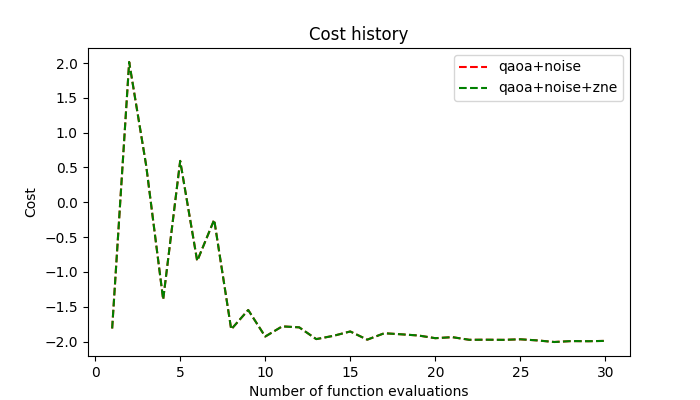 Cost history
qaoa+noise
qaoa+noise+zne
Cost
2.0
1.5
1.0
0.5
0.0
−0.5
−1.0
−1.5
−2.0
0 5 10 15 20 25 30
Number of function evaluations